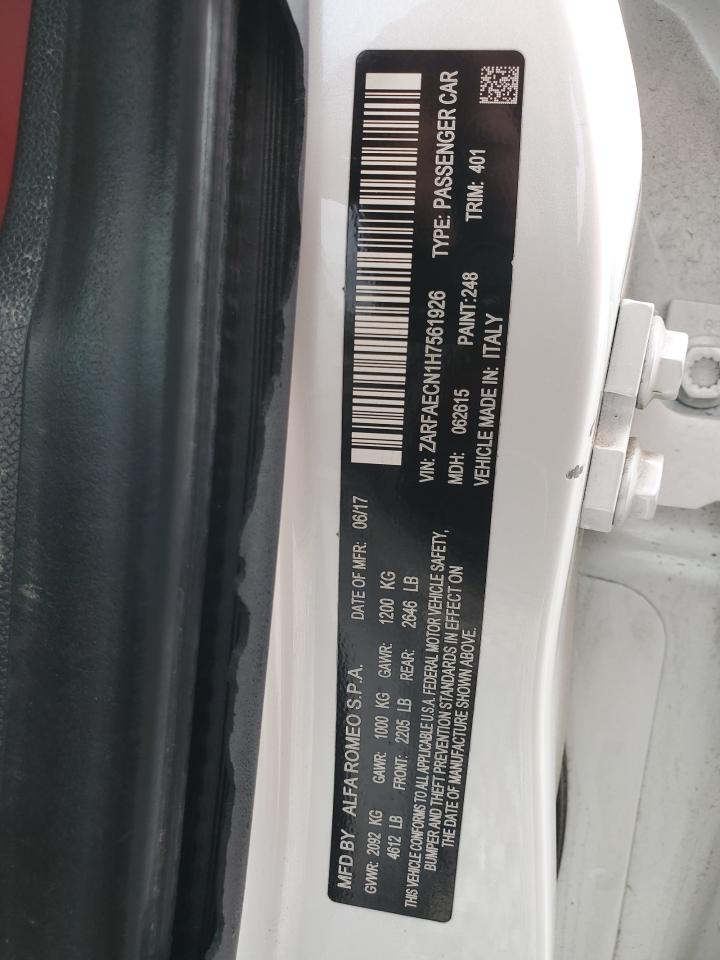 MFD BY ALFA ROMEO S.P.A. DATE OF MFR: 06/17
GVWR: 2092 KG GAWR: 1000 KG GAWR: 1200 KG
4612 LB FRONT: 2205 LB REAR: 2646 LB
THIS VEHICLE CONFORMS TO ALL APPLICABLE U.S.A. FEDERAL MOTOR VEHICLE SAFETY,
BUMPER AND THEFT PREVENTION STANDARDS IN EFFECT ON
THE DATE OF MANUFACTURE SHOWN ABOVE.
VIN: ZARFAECN1H7561926 TYPE: PASSENGER CAR
MDH: 062615 PAINT:248 TRIM: 401
VEHICLE MADE IN: ITALY